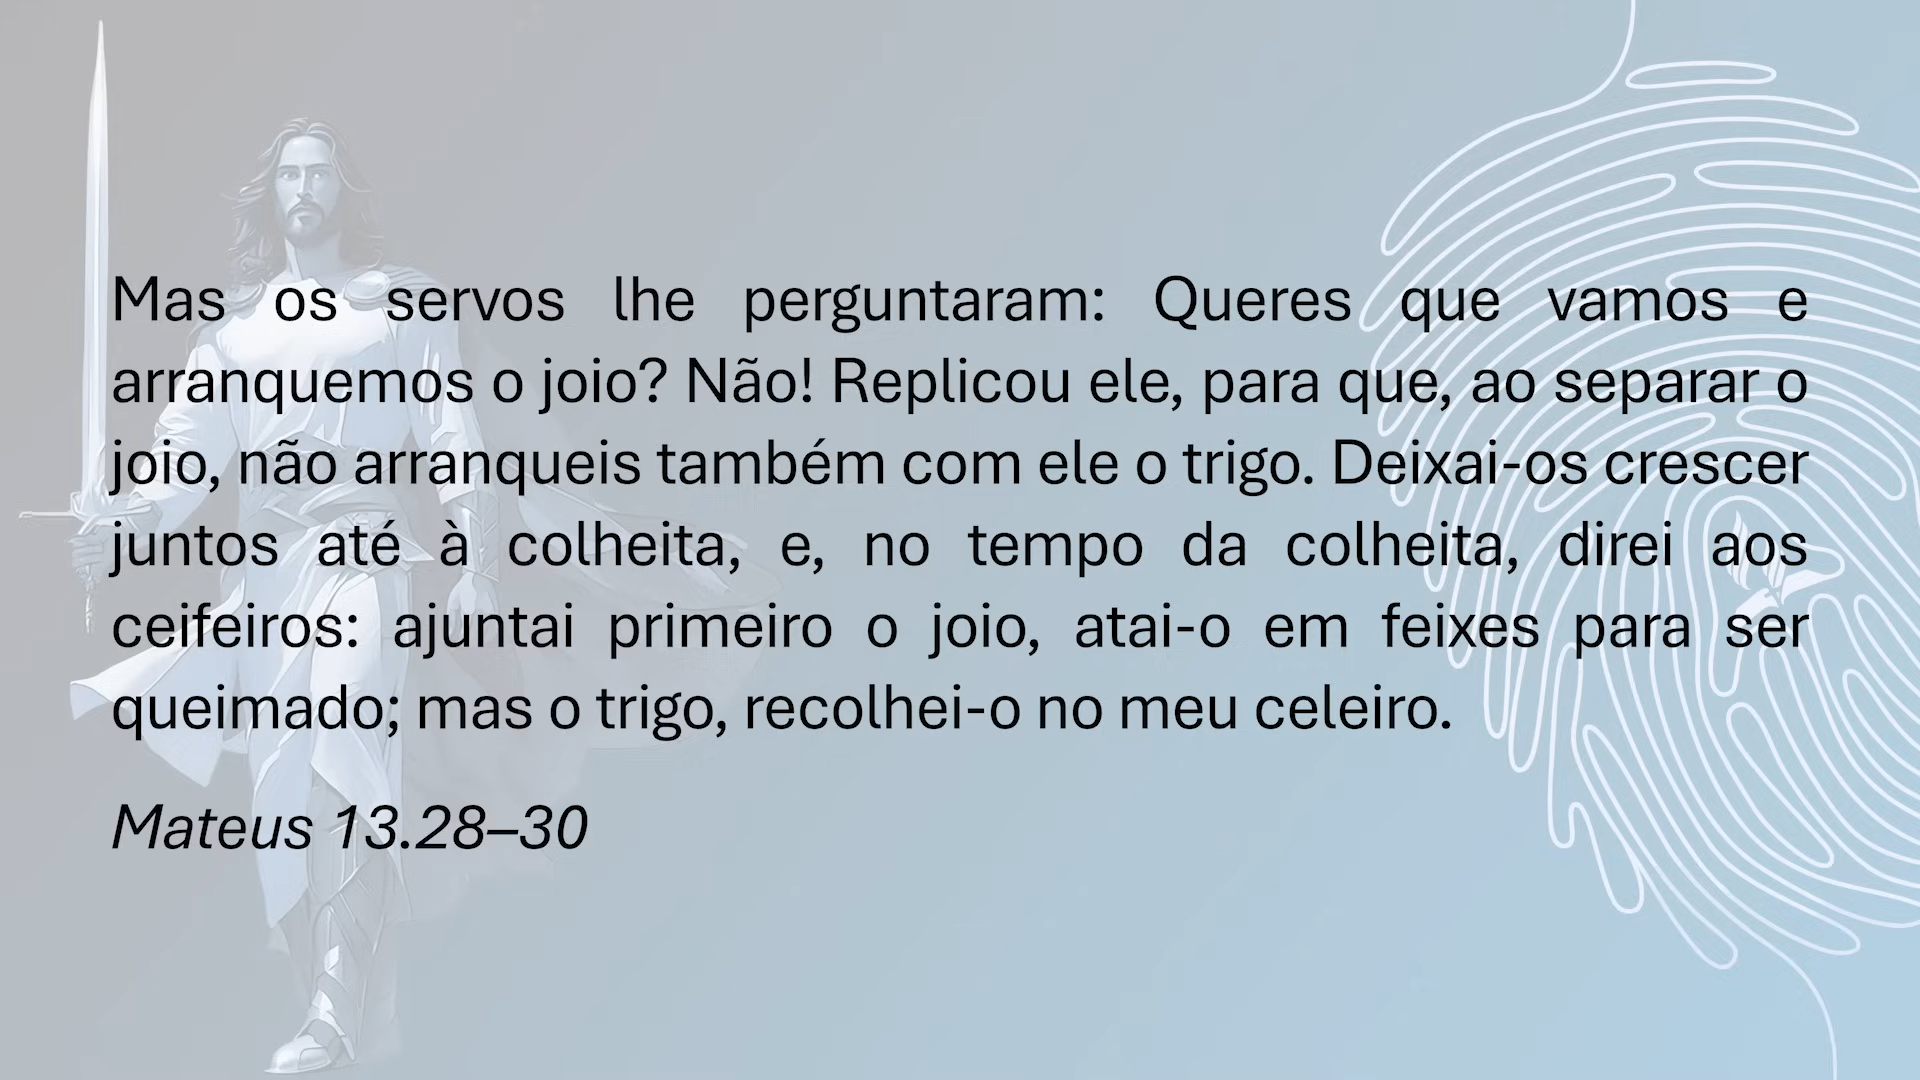 Mas os servos lhe perguntaram: Queres que vamos e
arranquemos o joio? Não! Replicou ele, para que, ao separar o
joio, não arranqueis também com ele o trigo. Deixai-os crescer
juntos até à colheita, e, no tempo da colheita, direi aos
ceifeiros: ajuntai primeiro o joio, atai-o em feixes para ser
queimado; mas o trigo, recolhei-o no meu celeiro.
Mateus 13.28–30